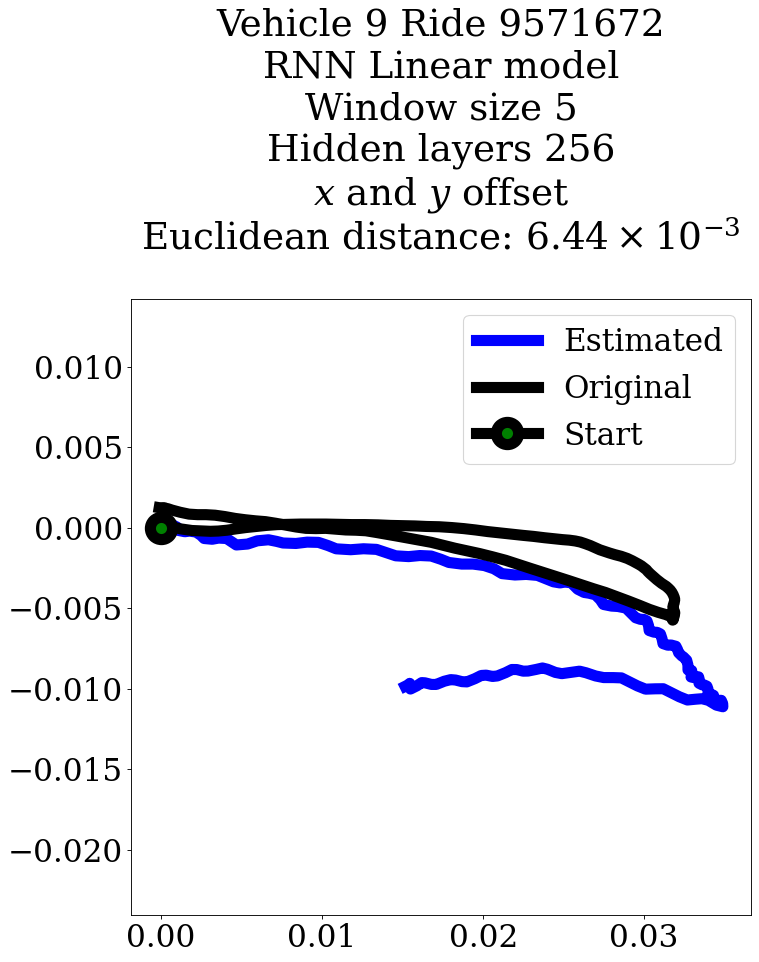 Vehicle 9 Ride 9571672
RNN Linear model
Window size 5
Hidden layers 256
x and y offset
Euclidean distance: 6.44 × 10⁻³
Estimated
Original
Start
0.010
0.005
0.000
−0.005
−0.010
−0.015
−0.020
0.00 0.01 0.02 0.03